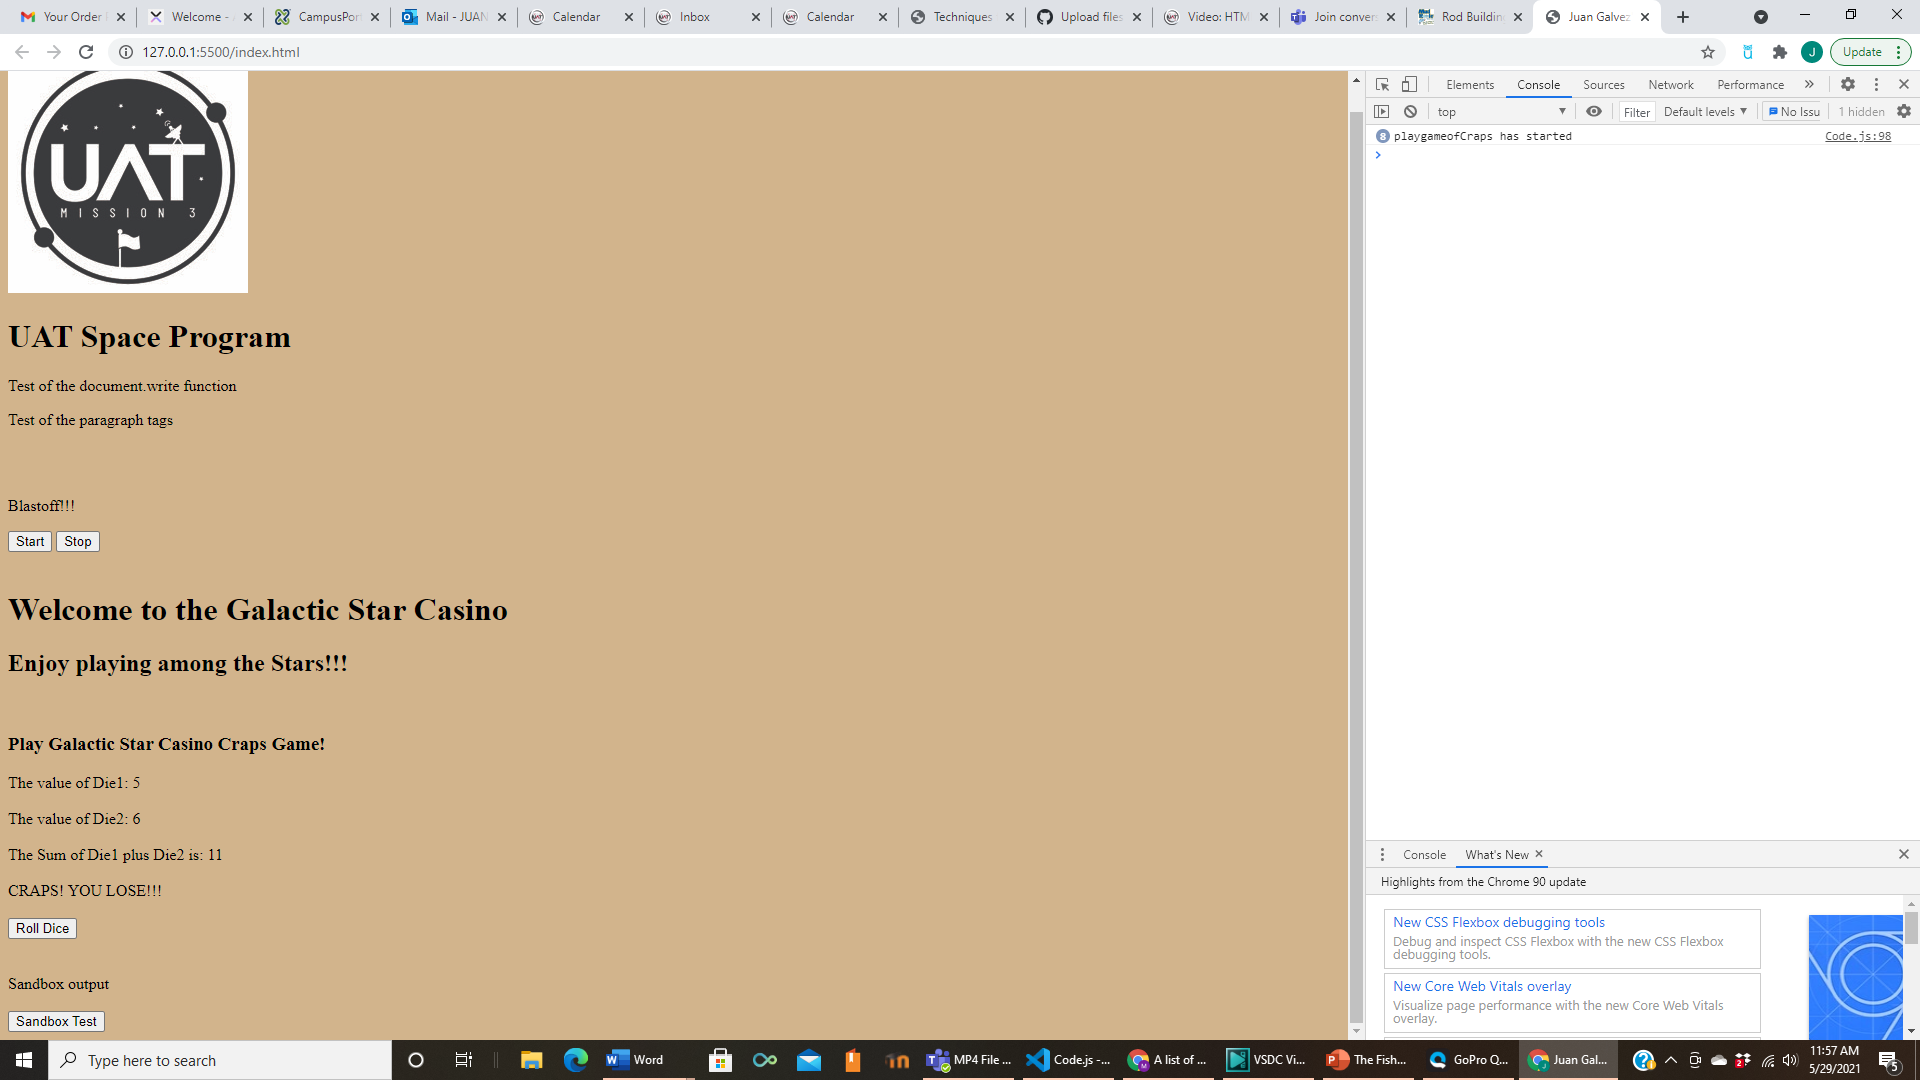 Your Order
Welcome -
CampusPor
Mail - JUAN
Calendar
Inbox
Calendar
Techniques
Upload files
Video: HTM
Join conver
Rod Building
Juan Galvez
127.0.0.1:5500/index.html
J
Update
UAT
MISSION 3
UAT Space Program
Test of the document.write function
Test of the paragraph tags
Blastoff!!!
Start Stop
Welcome to the Galactic Star Casino
Enjoy playing among the Stars!!!
Play Galactic Star Casino Craps Game!
The value of Die1: 5
The value of Die2: 6
The Sum of Die1 plus Die2 is: 11
CRAPS! YOU LOSE!!!
Roll Dice
Sandbox output
Sandbox Test
Elements Console Sources Network Performance
top Filter Default levels No Issu 1 hidden
8 playgameofCraps has started Code.js:98
Console What's New
Highlights from the Chrome 90 update
New CSS Flexbox debugging tools
Debug and inspect CSS Flexbox with the new CSS Flexbox
debugging tools.
New Core Web Vitals overlay
Visualize page performance with the new Core Web Vitals
overlay.
Type here to search
Word
MP4 File ...
Code.js -...
A list of ...
VSDC Vi...
The Fish...
GoPro Q...
Juan Gal...
11:57 AM
5/29/2021
5